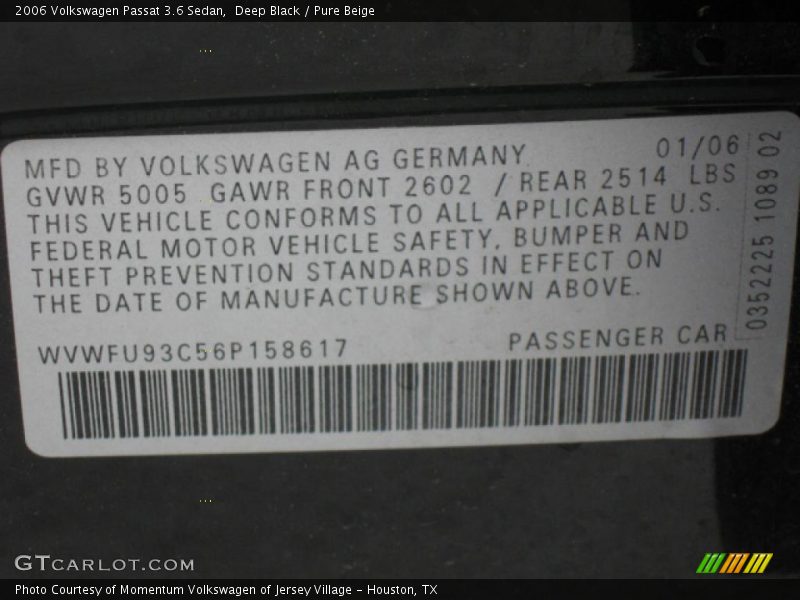 2006 Volkswagen Passat 3.6 Sedan,  Deep Black / Pure Beige
MFD BY VOLKSWAGEN AG GERMANY 01/06
GVWR 5005 GAWR FRONT 2602 / REAR 2514 LBS
THIS VEHICLE CONFORMS TO ALL APPLICABLE U.S.
FEDERAL MOTOR VEHICLE SAFETY, BUMPER AND
THEFT PREVENTION STANDARDS IN EFFECT ON
THE DATE OF MANUFACTURE SHOWN ABOVE.
0352225 1089 02
WVWFU93C56P158617 PASSENGER CAR
GTCARLOT.COM
Photo Courtesy of Momentum Volkswagen of Jersey Village - Houston, TX